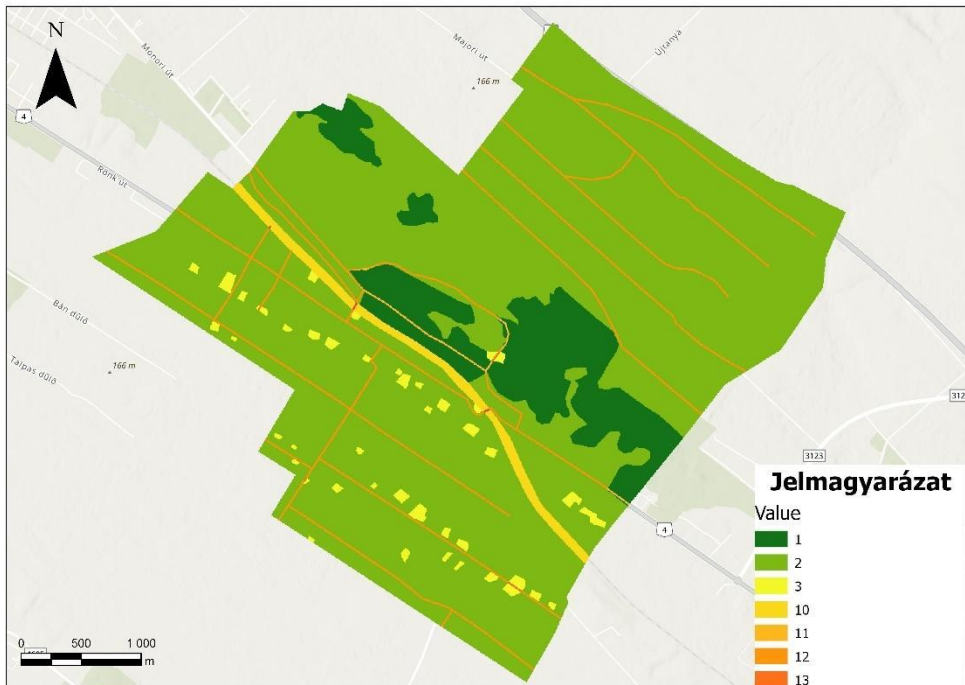 N
Monori út
Majori ut
Újtanya
166 m
4
Rónk út
Bán dűlő
166 m
Talpas dűlő
312
3123
4
Jelmagyarázat
Value
1
2
3
10
11
12
13
0 500 1 000
m